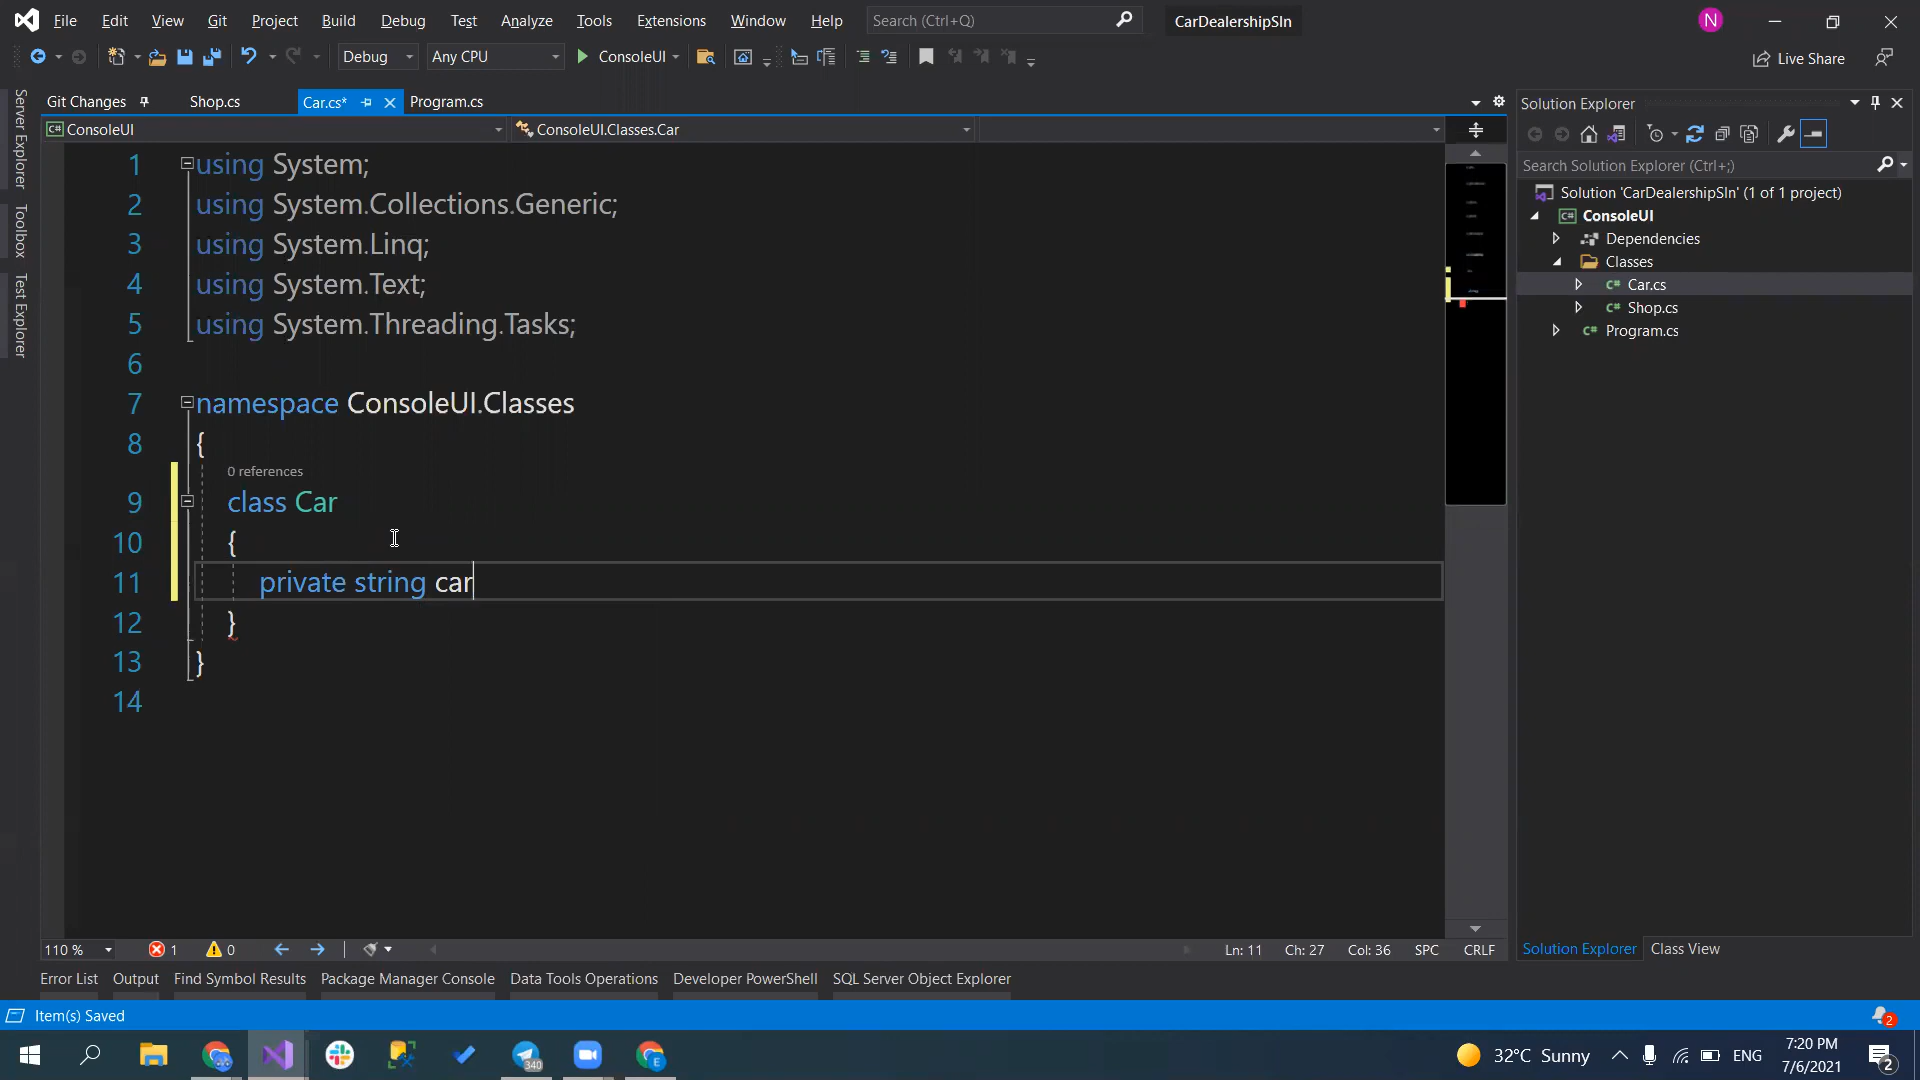 File Edit View Git Project Build Debug Test Analyze Tools Extensions Window Help Search (Ctrl+Q) CarDealershipSln N
Debug Any CPU ConsoleUI Live Share
Server Explorer
Toolbox
Test Explorer
Git Changes Shop.cs Car.cs* Program.cs
ConsoleUI ConsoleUI.Classes.Car
1 using System;
2 using System.Collections.Generic;
3 using System.Linq;
4 using System.Text;
5 using System.Threading.Tasks;
6
7 namespace ConsoleUI.Classes
8 {
0 references
9 class Car
10 {
11 private string car
12 }
13 }
14
Solution Explorer
Search Solution Explorer (Ctrl+;)
Solution 'CarDealershipSln' (1 of 1 project)
C# ConsoleUI
Dependencies
Classes
C# Car.cs
C# Shop.cs
C# Program.cs
Solution Explorer Class View
110 % 1 0 Ln: 11 Ch: 27 Col: 36 SPC CRLF
Error List Output Find Symbol Results Package Manager Console Data Tools Operations Developer PowerShell SQL Server Object Explorer
Item(s) Saved 2
340 E 32°C Sunny ENG 7:20 PM
7/6/2021 2